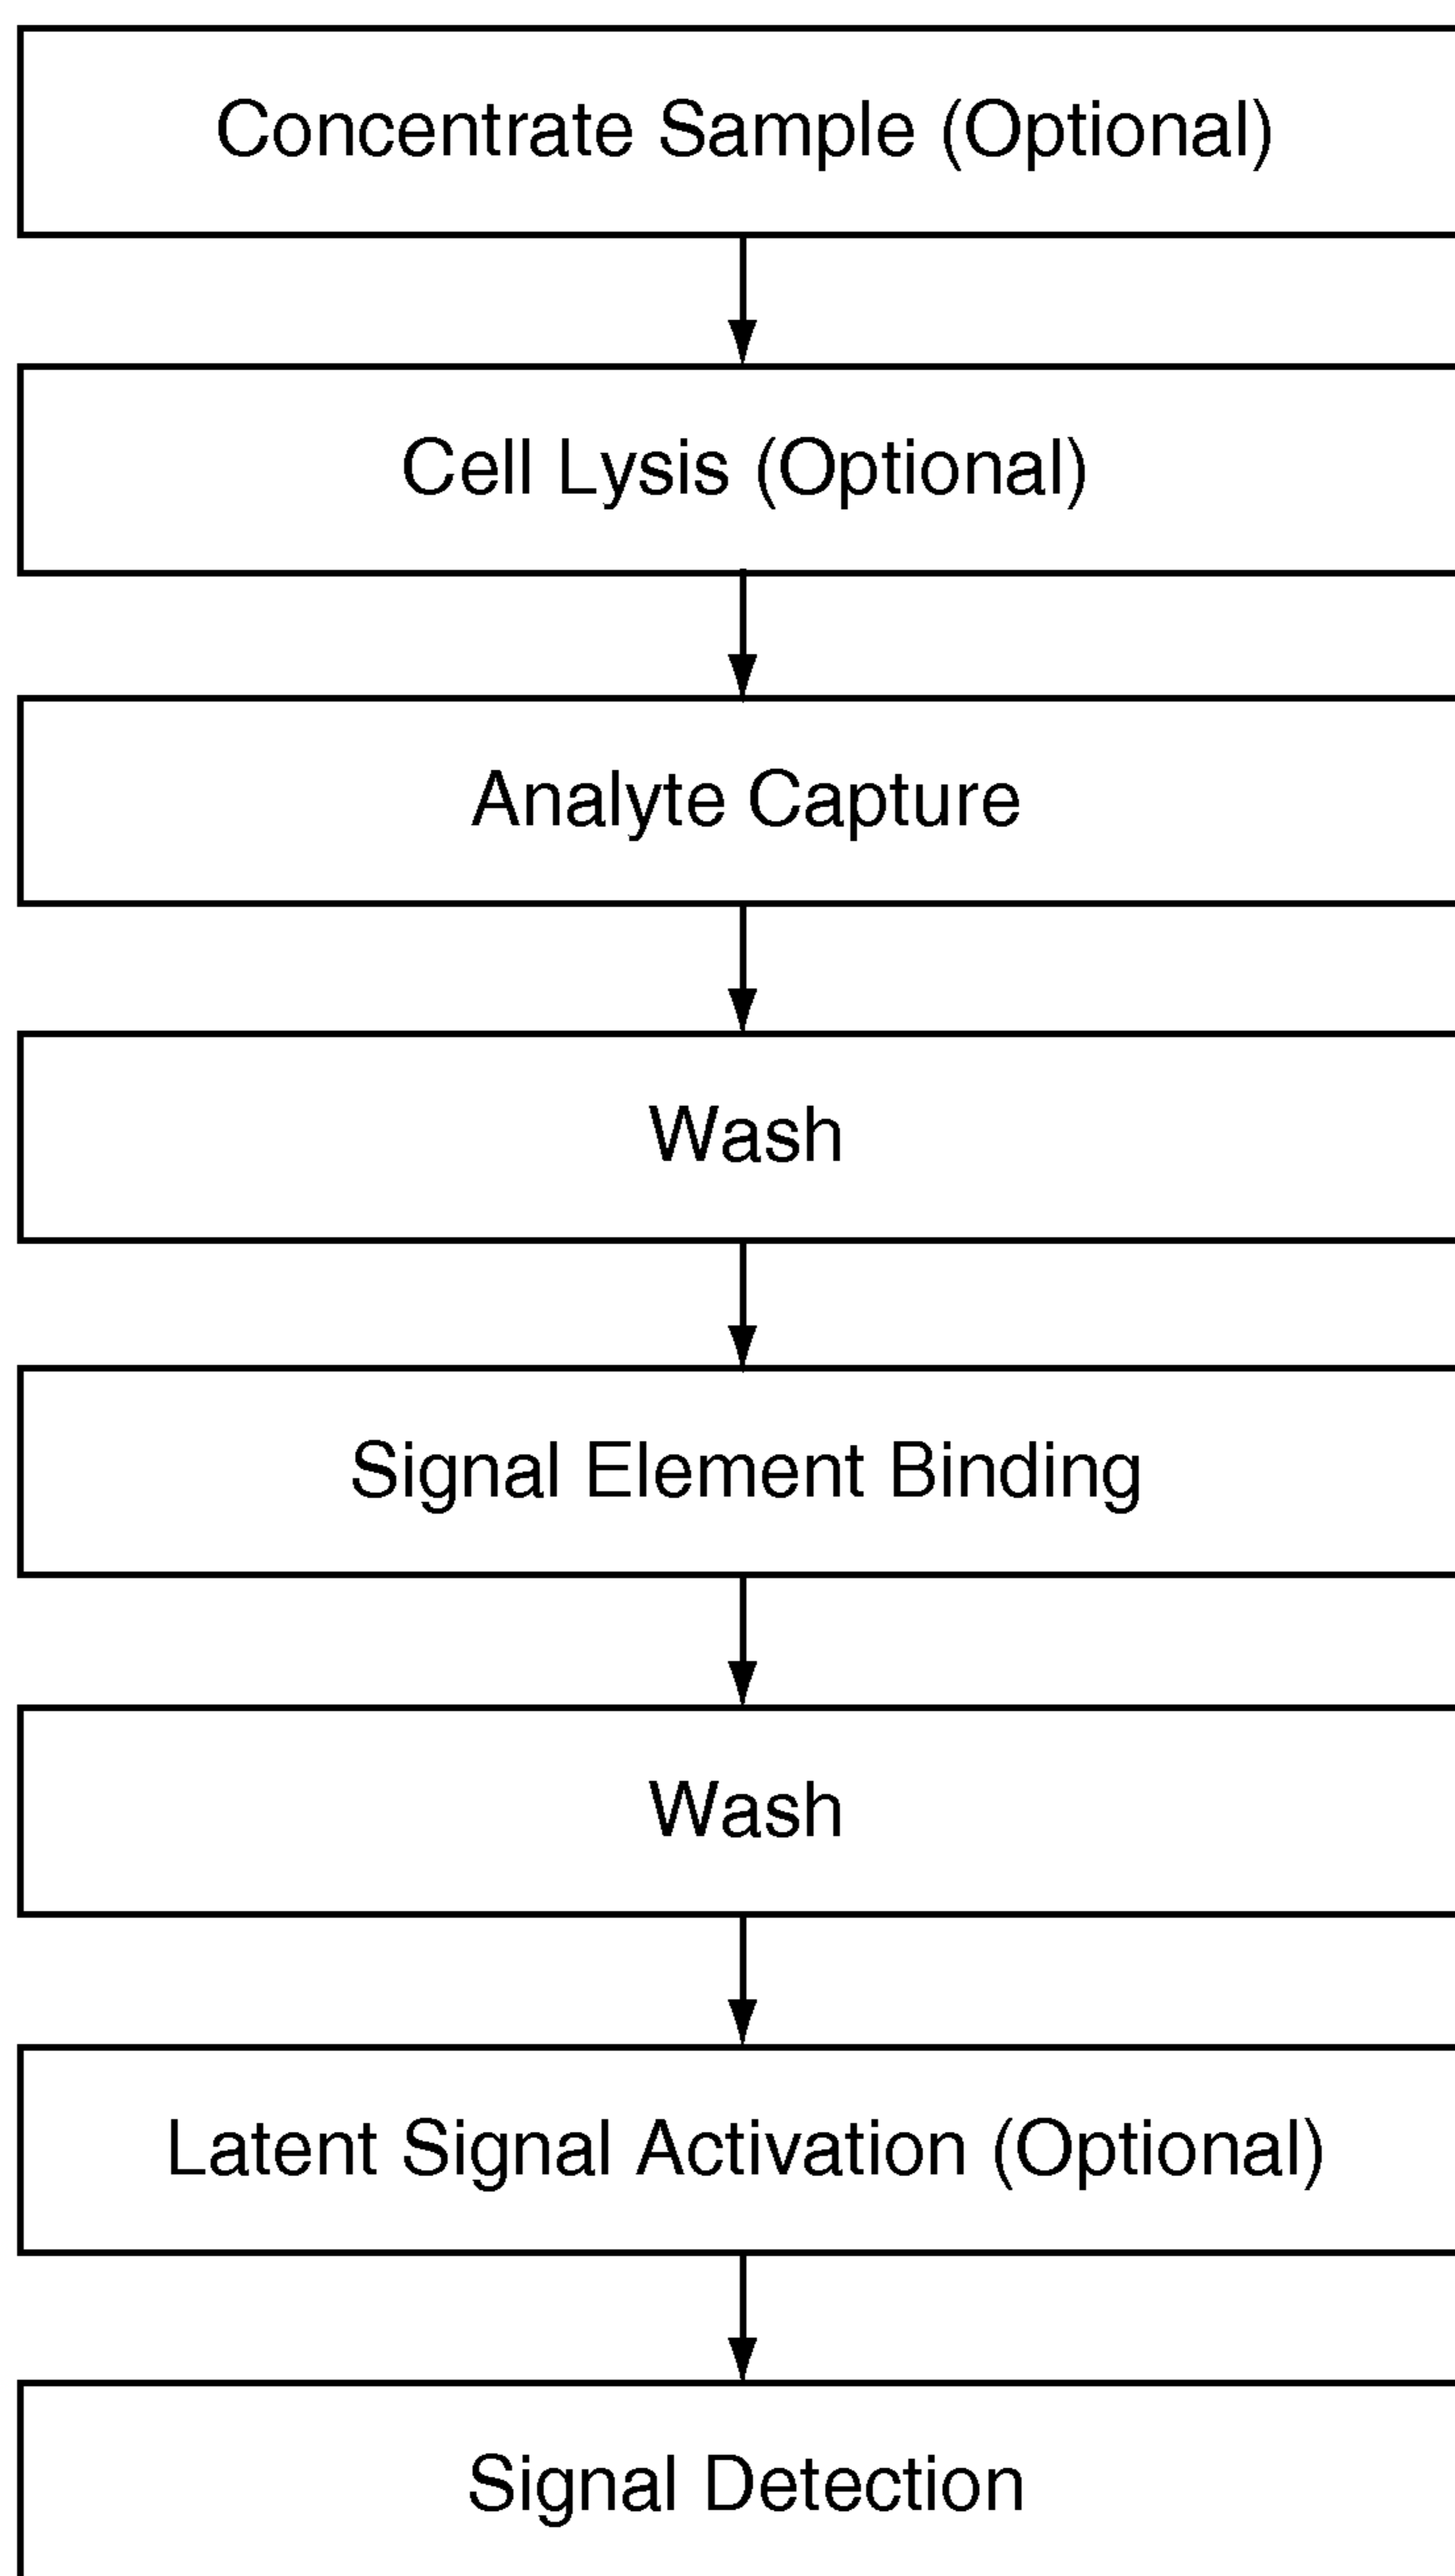 Concentrate Sample (Optional)
Cell Lysis (Optional)
Analyte Capture
Wash
Signal Element Binding
Wash
Latent Signal Activation (Optional)
Signal Detection